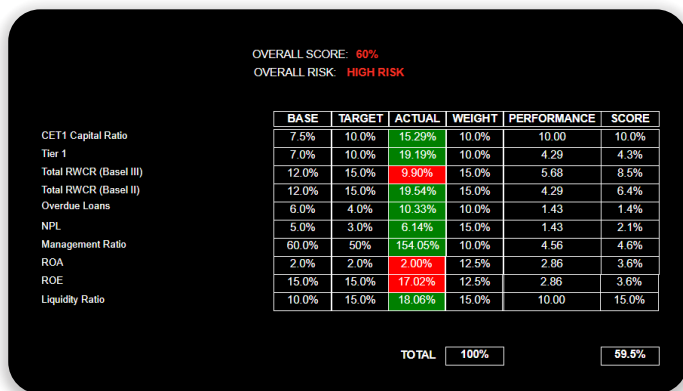 OVERALL SCORE: 60%
OVERALL RISK: HIGH RISK
BASE TARGET ACTUAL WEIGHT PERFORMANCE SCORE
CET1 Capital Ratio 7.5% 10.0% 15.29% 10.0% 10.00 10.0%
Tier 1 7.0% 10.0% 19.19% 10.0% 4.29 4.3%
Total RWCR (Basel III) 12.0% 15.0% 9.90% 15.0% 5.68 8.5%
Total RWCR (Basel II) 12.0% 15.0% 19.54% 15.0% 4.29 6.4%
Overdue Loans 6.0% 4.0% 10.33% 10.0% 1.43 1.4%
NPL 5.0% 3.0% 6.14% 15.0% 1.43 2.1%
Management Ratio 60.0% 50% 154.05% 10.0% 4.56 4.6%
ROA 2.0% 2.0% 2.00% 12.5% 2.86 3.6%
ROE 15.0% 15.0% 17.02% 12.5% 2.86 3.6%
Liquidity Ratio 10.0% 15.0% 18.06% 15.0% 10.00 15.0%
TOTAL 100% 59.5%